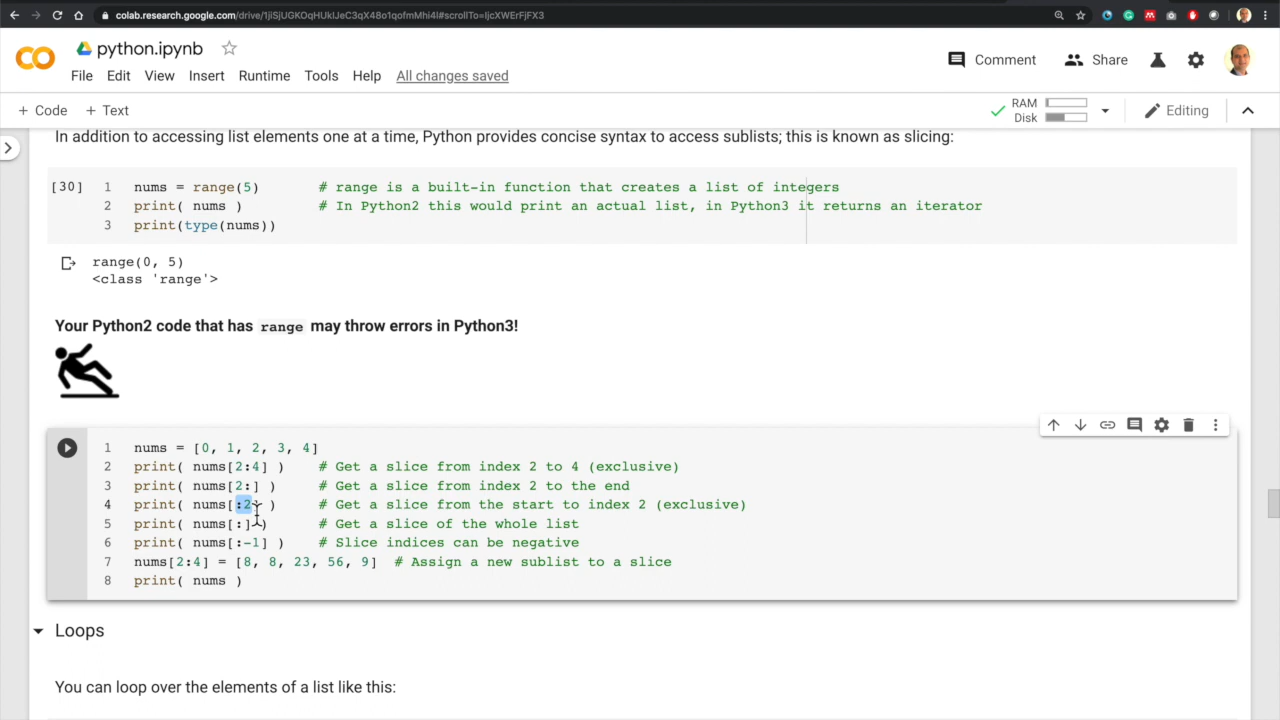 colab.research.google.com/drive/1jiSjUGKOqHUklJeC3qX48o1qofmMhi4l#scrollTo=IjcXWErFjFX3
python.ipynb
File Edit View Insert Runtime Tools Help All changes saved
Comment Share
+ Code + Text
RAM
Disk
Editing
In addition to accessing list elements one at a time, Python provides concise syntax to access sublists; this is known as slicing:
[30] 1 nums = range(5) # range is a built-in function that creates a list of integers
2 print( nums ) # In Python2 this would print an actual list, in Python3 it returns an iterator
3 print(type(nums))
range(0, 5)
<class 'range'>
Your Python2 code that has range may throw errors in Python3!
1 nums = [0, 1, 2, 3, 4]
2 print( nums[2:4] ) # Get a slice from index 2 to 4 (exclusive)
3 print( nums[2:] ) # Get a slice from index 2 to the end
4 print( nums[:2] ) # Get a slice from the start to index 2 (exclusive)
5 print( nums[:] ) # Get a slice of the whole list
6 print( nums[:-1] ) # Slice indices can be negative
7 nums[2:4] = [8, 8, 23, 56, 9] # Assign a new sublist to a slice
8 print( nums )
Loops
You can loop over the elements of a list like this: